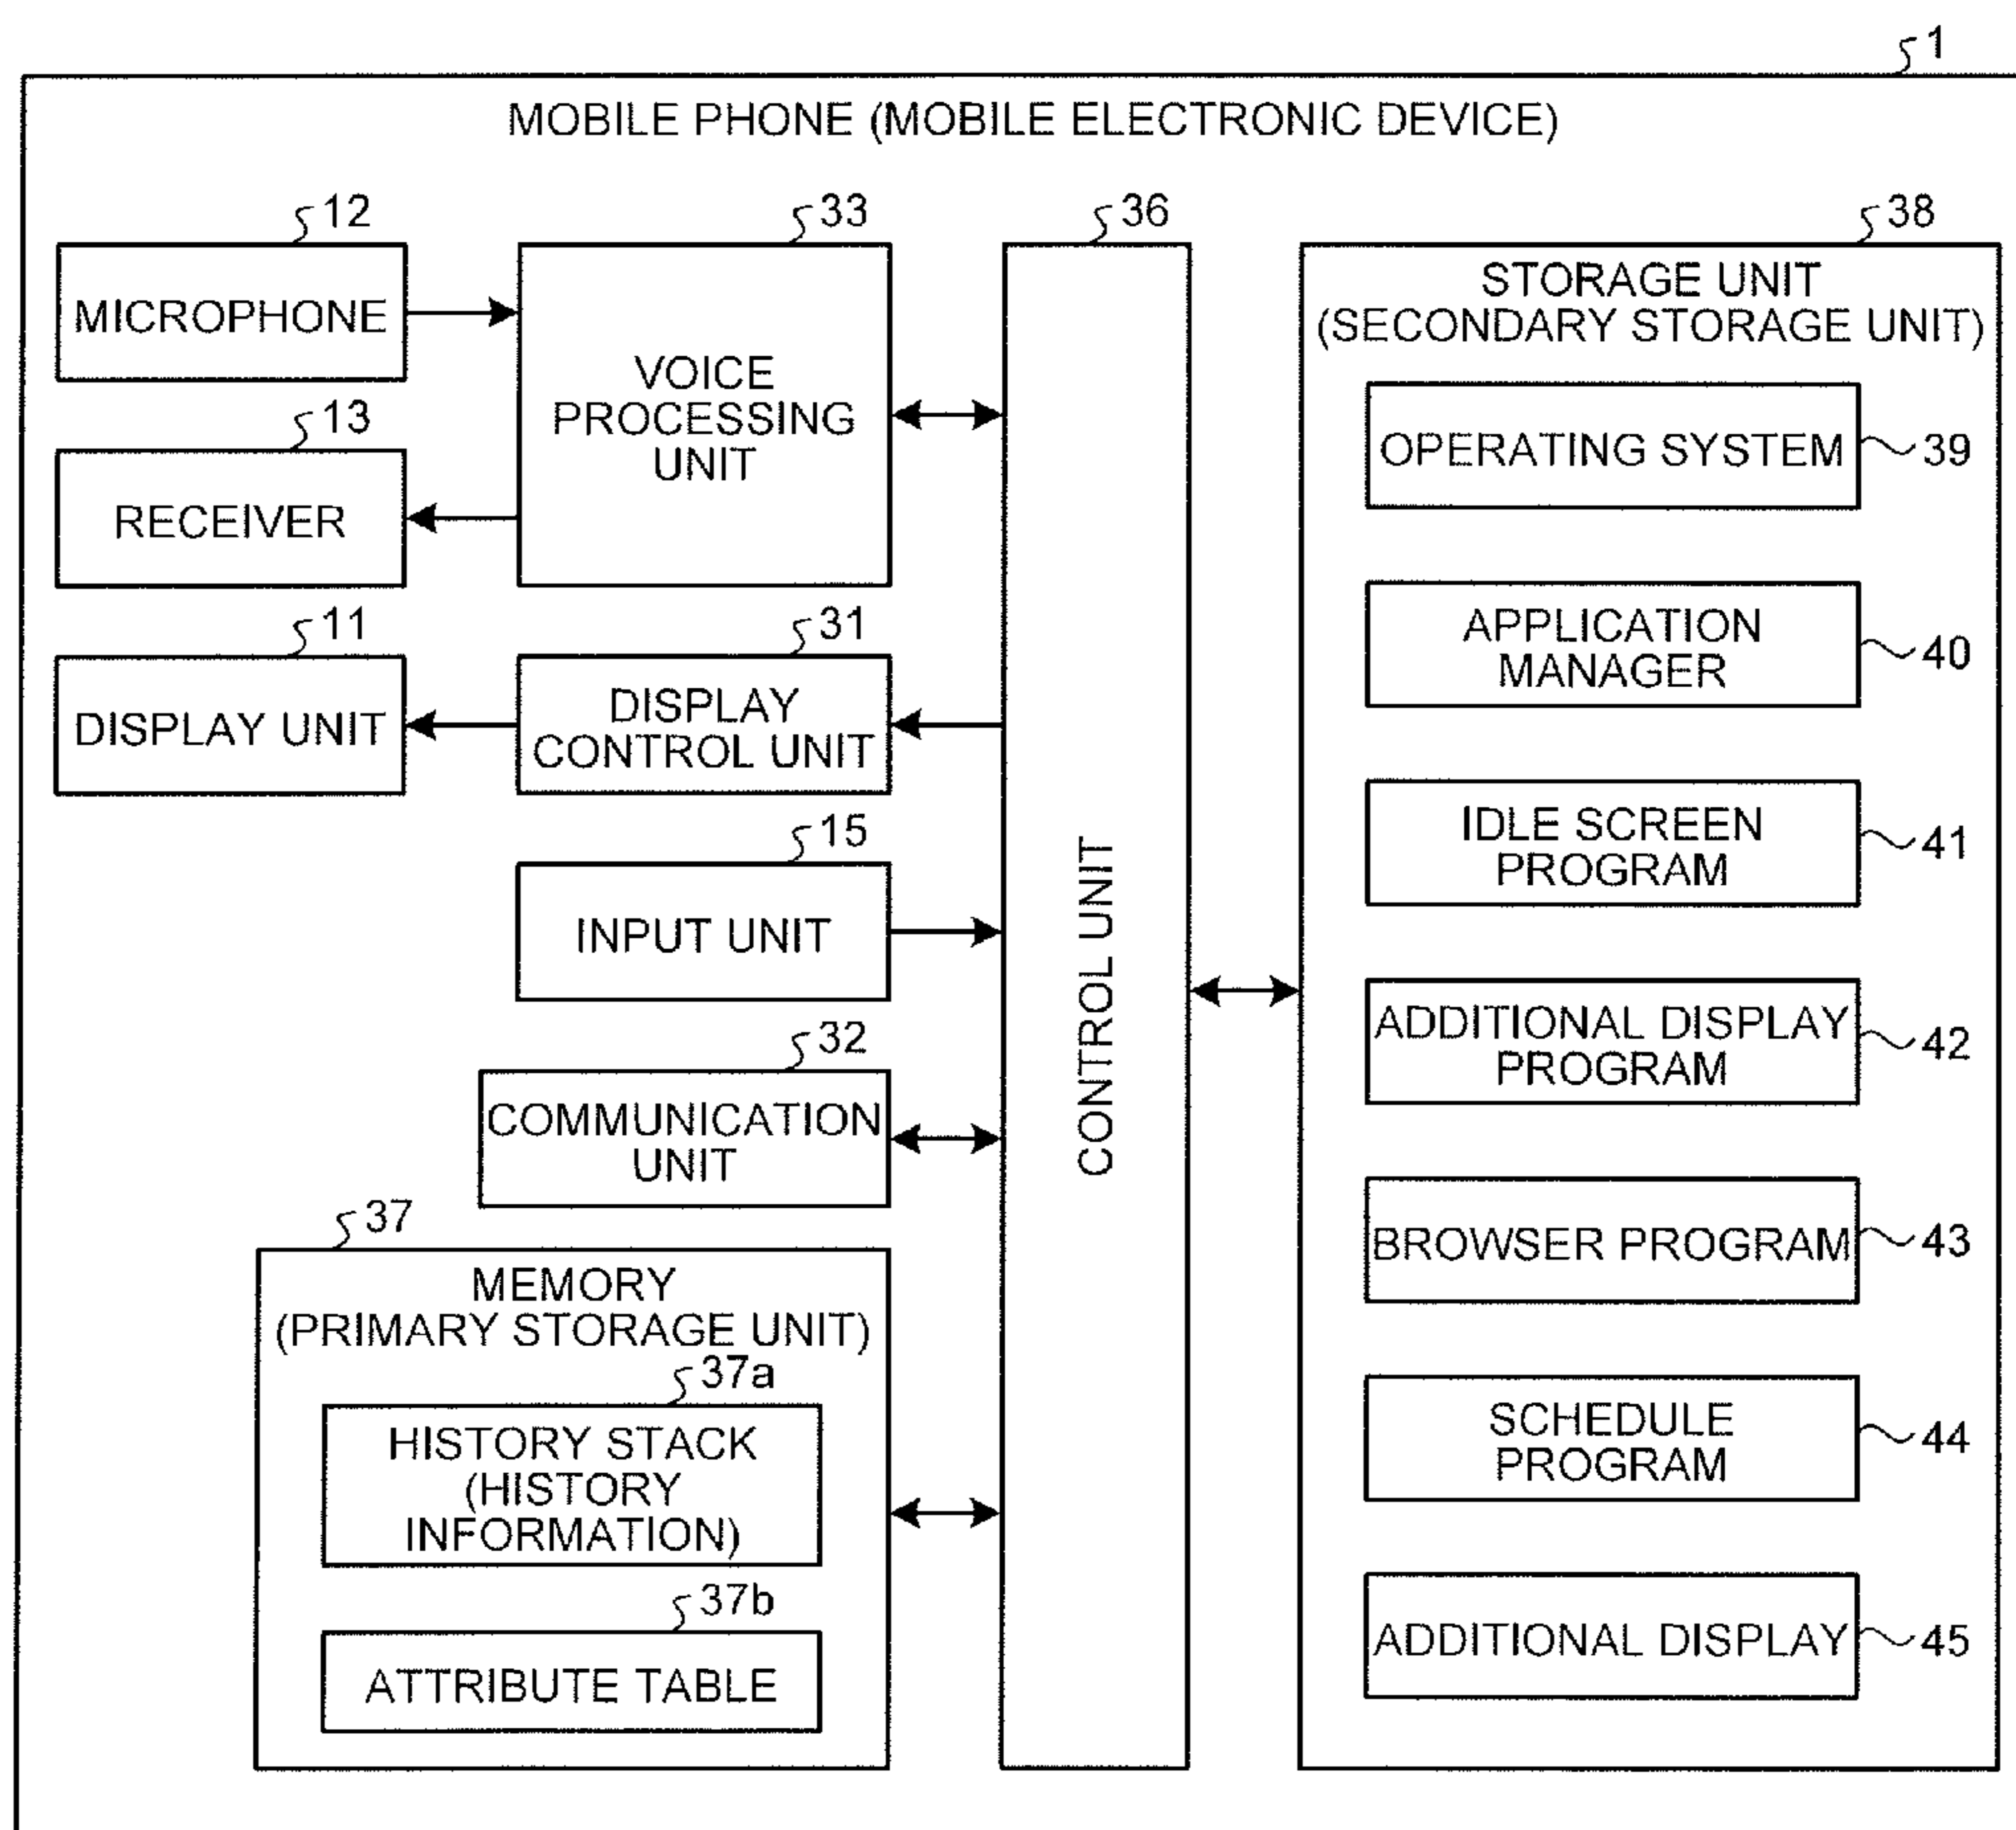 1
MOBILE PHONE (MOBILE ELECTRONIC DEVICE)
12
MICROPHONE
13
RECEIVER
33
VOICE
PROCESSING
UNIT
11
DISPLAY UNIT
31
DISPLAY
CONTROL UNIT
15
INPUT UNIT
32
COMMUNICATION
UNIT
37
MEMORY
(PRIMARY STORAGE UNIT)
37a
HISTORY STACK
(HISTORY
INFORMATION)
37b
ATTRIBUTE TABLE
36
CONTROL UNIT
38
STORAGE UNIT
(SECONDARY STORAGE UNIT)
OPERATING SYSTEM
39
APPLICATION
MANAGER
40
IDLE SCREEN
PROGRAM
41
ADDITIONAL DISPLAY
PROGRAM
42
BROWSER PROGRAM
43
SCHEDULE
PROGRAM
44
ADDITIONAL DISPLAY
45